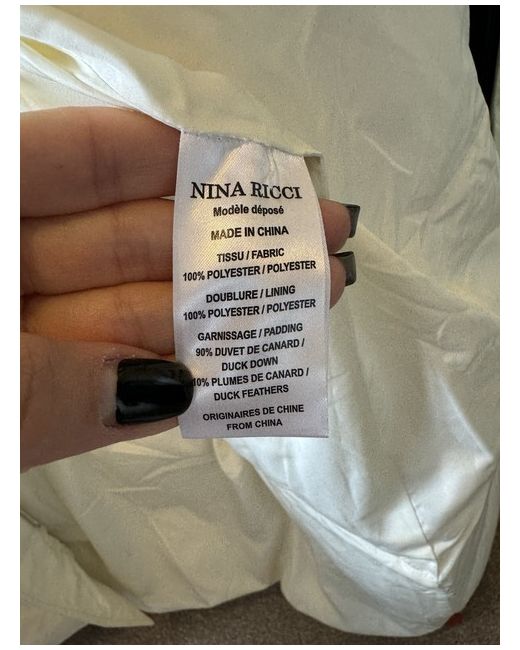 NINA RICCI
Modèle déposé
MADE IN CHINA
TISSU / FABRIC
100% POLYESTER / POLYESTER
DOUBLURE / LINING
100% POLYESTER / POLYESTER
GARNISSAGE / PADDING
90% DUVET DE CANARD /
DUCK DOWN
10% PLUMES DE CANARD /
DUCK FEATHERS
ORIGINAIRES DE CHINE
FROM CHINA